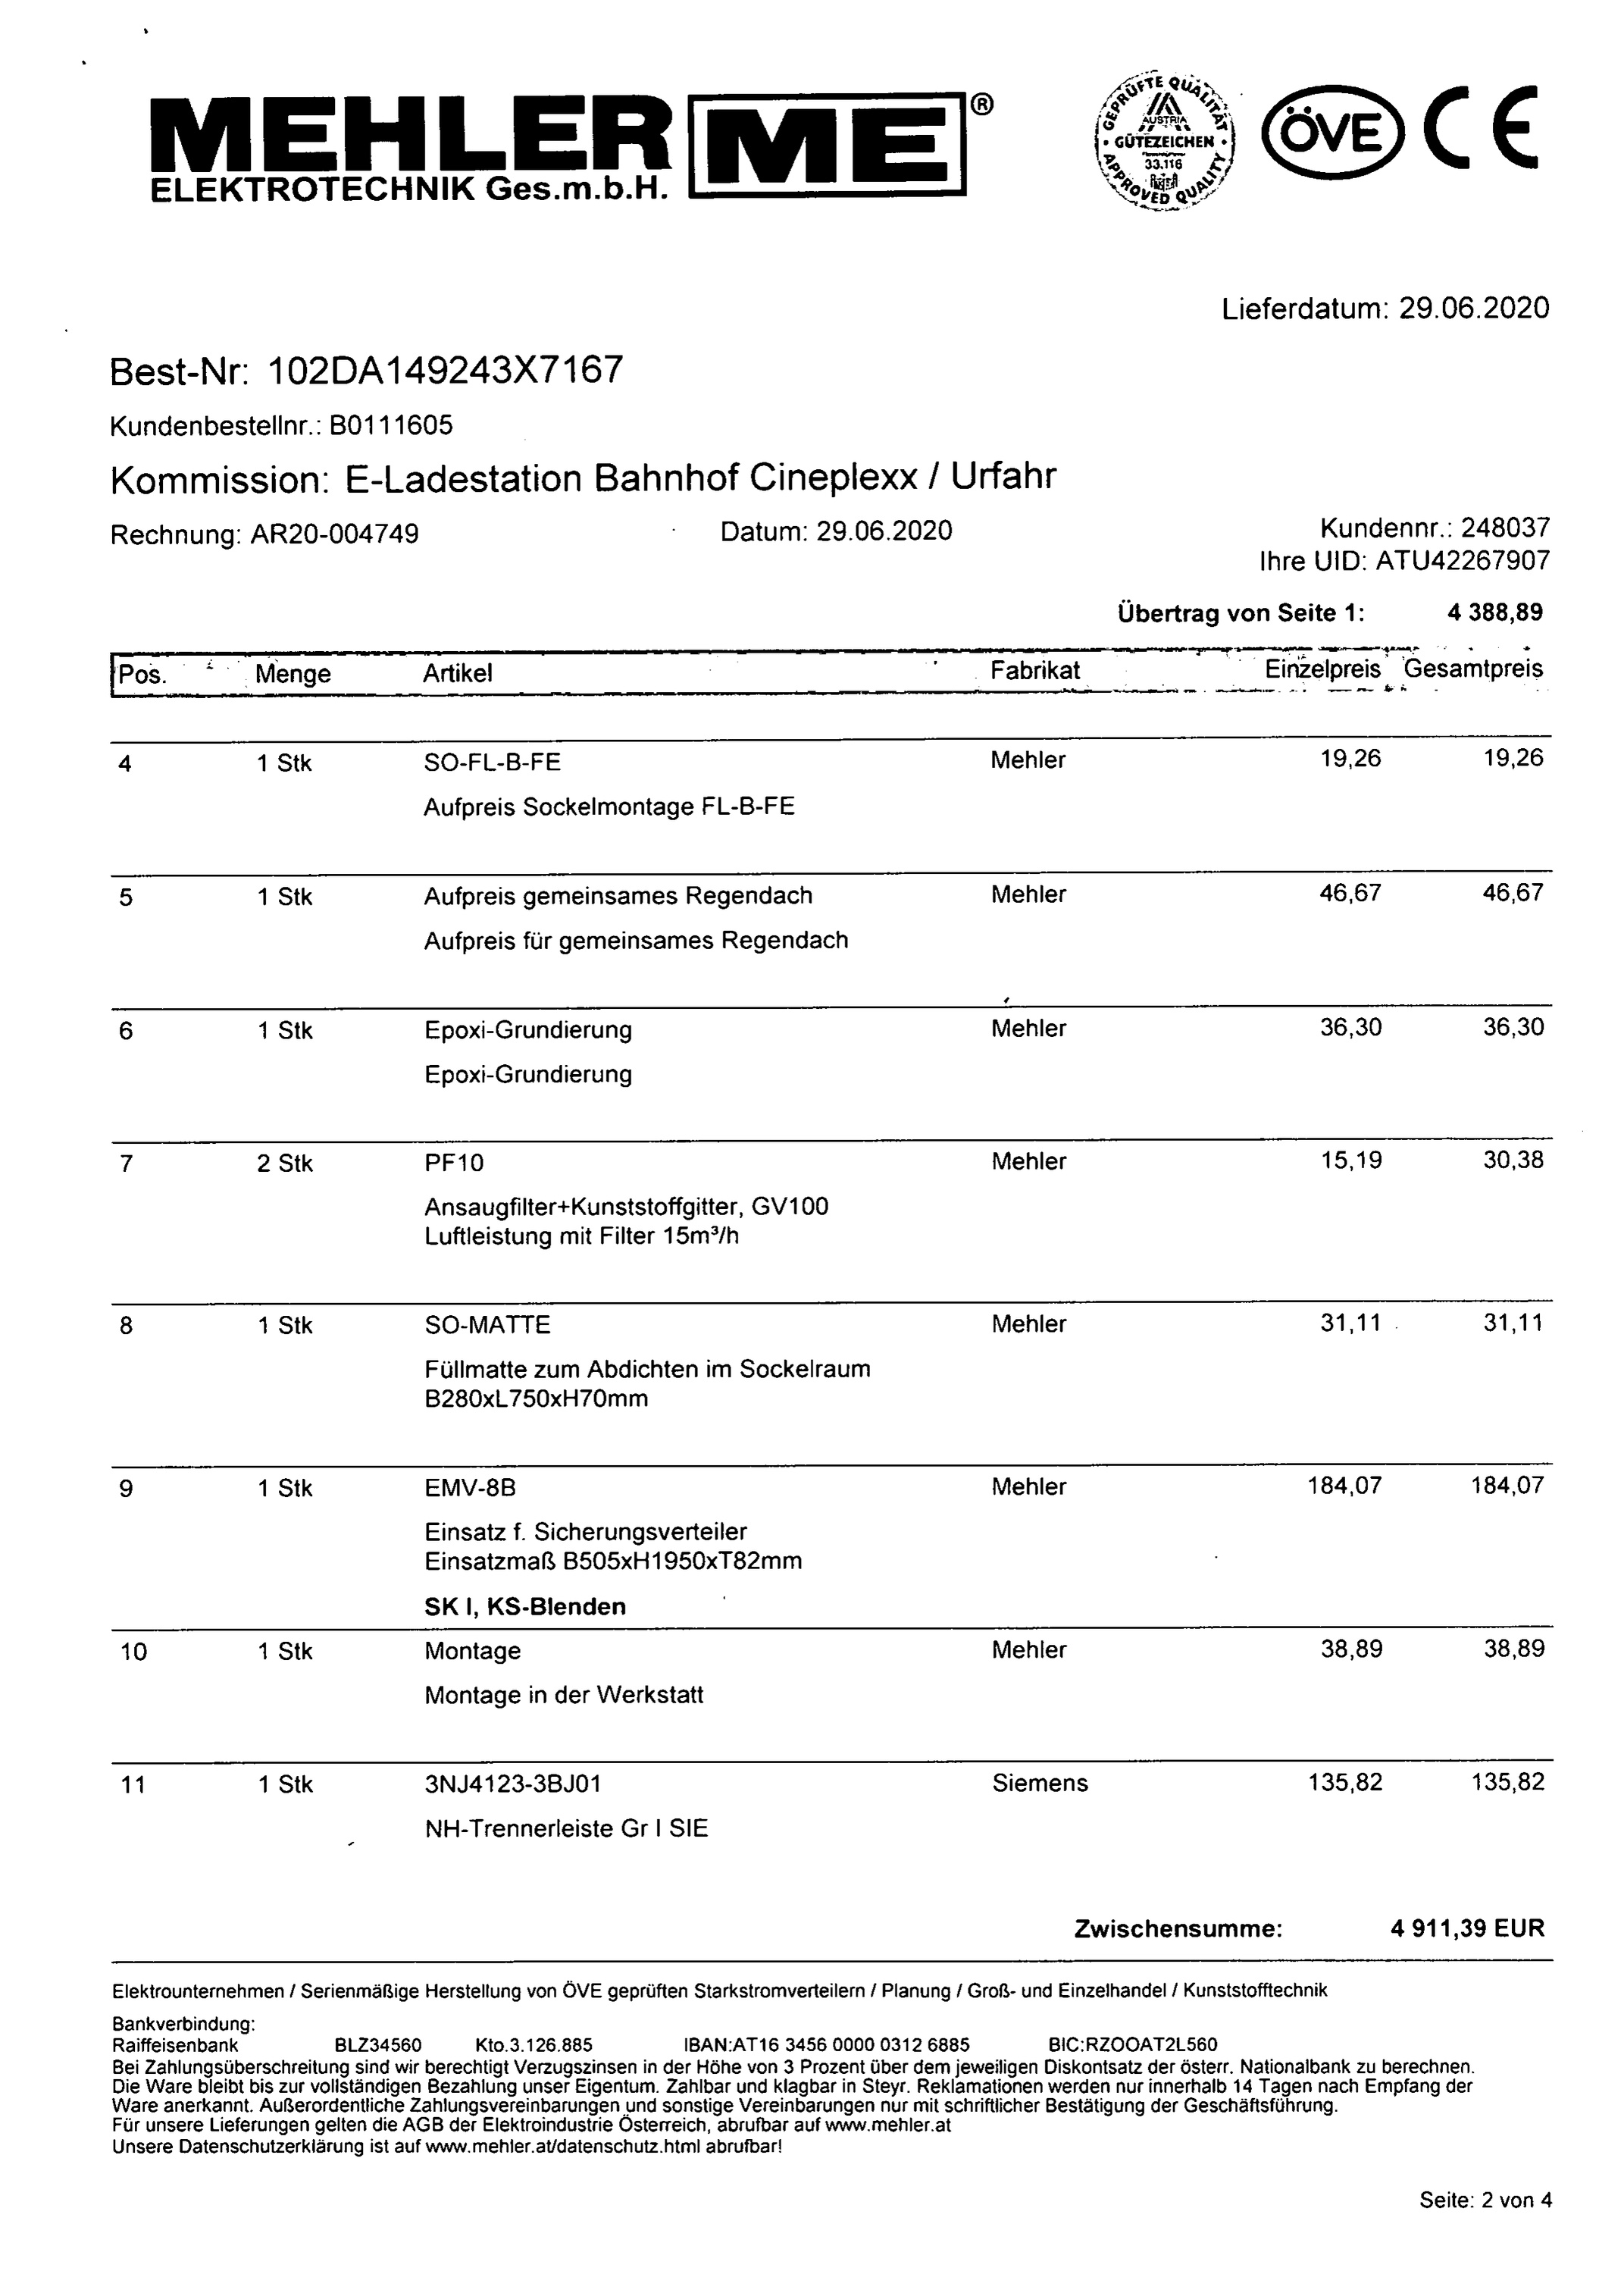 MEHLER ME ®
ELEKTROTECHNIK Ges.m.b.H.
GEPRÜFTE QUALITÄT
AUSTRIA
GÜTEZEICHEN
33.116
APPROVED QUALITY
ÖVE CE
Lieferdatum: 29.06.2020
Best-Nr: 102DA149243X7167
Kundenbestellnr.: B0111605
Kommission: E-Ladestation Bahnhof Cineplexx / Urfahr
Rechnung: AR20-004749 Datum: 29.06.2020 Kundennr.: 248037
Ihre UID: ATU42267907
Übertrag von Seite 1: 4 388,89
Pos. Menge Artikel Fabrikat Einzelpreis Gesamtpreis
4 1 Stk SO-FL-B-FE Mehler 19,26 19,26
Aufpreis Sockelmontage FL-B-FE
5 1 Stk Aufpreis gemeinsames Regendach Mehler 46,67 46,67
Aufpreis für gemeinsames Regendach
6 1 Stk Epoxi-Grundierung Mehler 36,30 36,30
Epoxi-Grundierung
7 2 Stk PF10 Mehler 15,19 30,38
Ansaugfilter+Kunststoffgitter, GV100
Luftleistung mit Filter 15m³/h
8 1 Stk SO-MATTE Mehler 31,11 31,11
Füllmatte zum Abdichten im Sockelraum
B280xL750xH70mm
9 1 Stk EMV-8B Mehler 184,07 184,07
Einsatz f. Sicherungsverteiler
Einsatzmaß B505xH1950xT82mm
SK I, KS-Blenden
10 1 Stk Montage Mehler 38,89 38,89
Montage in der Werkstatt
11 1 Stk 3NJ4123-3BJ01 Siemens 135,82 135,82
NH-Trennerleiste Gr I SIE
Zwischensumme: 4 911,39 EUR
Elektrounternehmen / Serienmäßige Herstellung von ÖVE geprüften Starkstromverteilern / Planung / Groß- und Einzelhandel / Kunststofftechnik
Bankverbindung:
Raiffeisenbank BLZ34560 Kto.3.126.885 IBAN:AT16 3456 0000 0312 6885 BIC:RZOOAT2L560
Bei Zahlungsüberschreitung sind wir berechtigt Verzugszinsen in der Höhe von 3 Prozent über dem jeweiligen Diskontsatz der österr. Nationalbank zu berechnen.
Die Ware bleibt bis zur vollständigen Bezahlung unser Eigentum. Zahlbar und klagbar in Steyr. Reklamationen werden nur innerhalb 14 Tagen nach Empfang der
Ware anerkannt. Außerordentliche Zahlungsvereinbarungen und sonstige Vereinbarungen nur mit schriftlicher Bestätigung der Geschäftsführung.
Für unsere Lieferungen gelten die AGB der Elektroindustrie Österreich, abrufbar auf www.mehler.at
Unsere Datenschutzerklärung ist auf www.mehler.at/datenschutz.html abrufbar!
Seite: 2 von 4